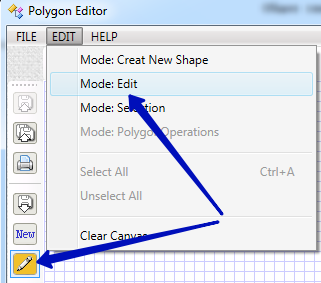 Polygon Editor
FILE EDIT HELP
Mode: Creat New Shape
Mode: Edit
Mode: Selection
Mode: Polygon Operations
Select All Ctrl+A
Unselect All
Clear Canvas
New